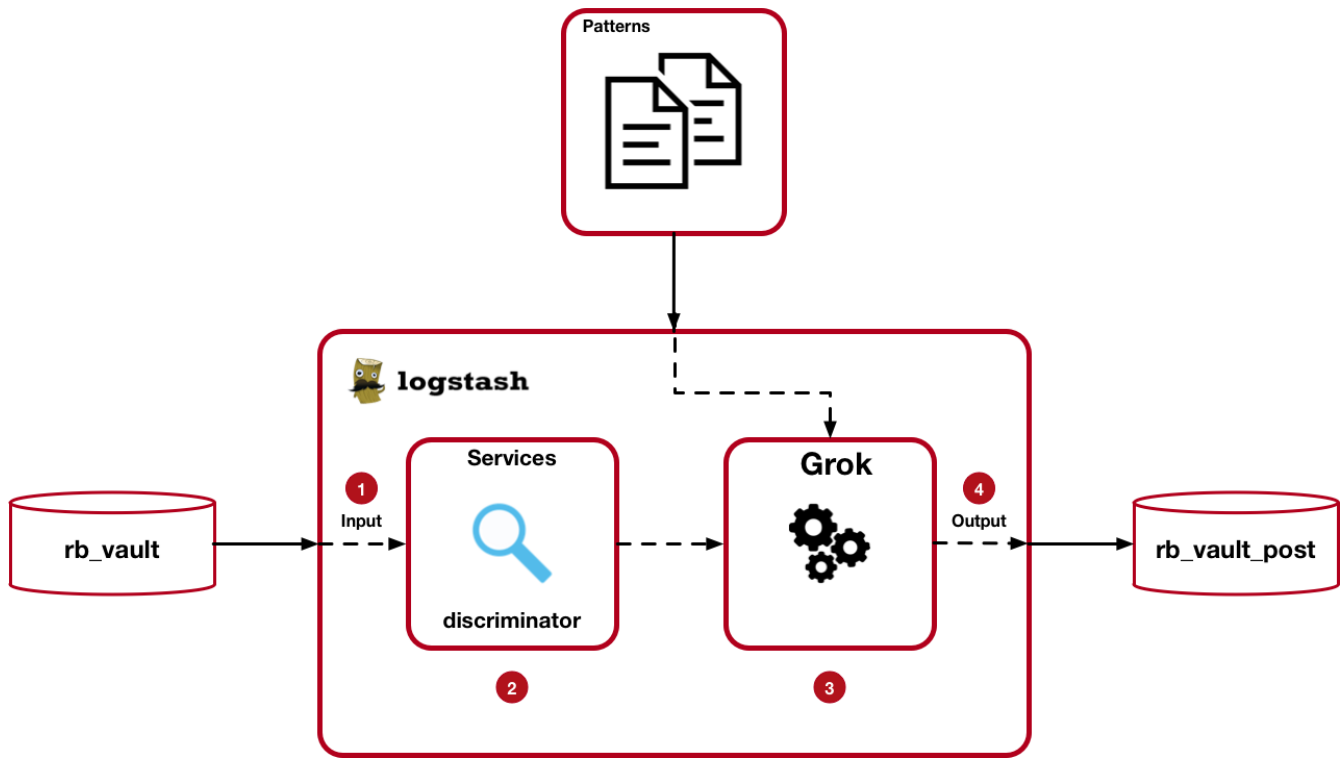 Patterns
logstash
Services
Grok
1
4
Input
Output
rb_vault
rb_vault_post
discriminator
2
3